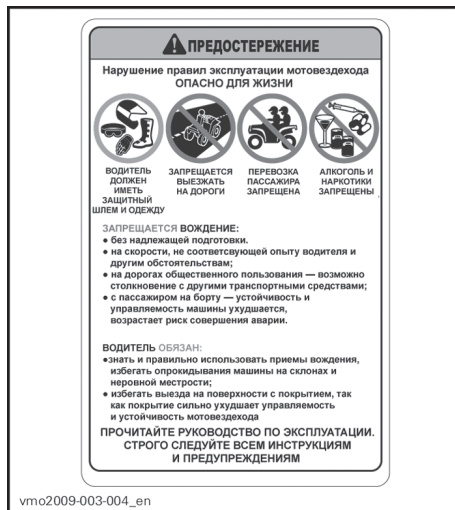 ПРЕДОСТЕРЕЖЕНИЕ
Нарушение правил эксплуатации мотовездехода
ОПАСНО ДЛЯ ЖИЗНИ
ВОДИТЕЛЬ
ДОЛЖЕН
ИМЕТЬ
ЗАЩИТНЫЙ
ШЛЕМ И ОДЕЖДУ
ЗАПРЕЩАЕТСЯ
ВЫЕЗЖАТЬ
НА ДОРОГИ
ПЕРЕВОЗКА
ПАССАЖИРА
ЗАПРЕЩЕНА
АЛКОГОЛЬ И
НАРКОТИКИ
ЗАПРЕЩЕНЫ
ЗАПРЕЩАЕТСЯ ВОЖДЕНИЕ:
• без надлежащей подготовки.
• на скорости, не соответсвующей опыту водителя и
другим обстоятельствам;
• на дорогах общественного пользования — возможно
столкновение с другими транспортными средствами;
• с пассажиром на борту — устойчивость и
управляемость машины ухудшается,
возрастает риск совершения аварии.
ВОДИТЕЛЬ ОБЯЗАН:
•знать и правильно использовать приемы вождения,
избегать опрокидывания машины на склонах и
неровной местрости;
• избегать выезда на поверхности с покрытием, так
как покрытие сильно ухудшает управляемость
и устойчивость мотовездехода
ПРОЧИТАЙТЕ РУКОВОДСТВО ПО ЭКСПЛУАТАЦИИ.
СТРОГО СЛЕДУЙТЕ ВСЕМ ИНСТРУКЦИЯМ
И ПРЕДУПРЕЖДЕНИЯМ
vmo2009-003-004_en